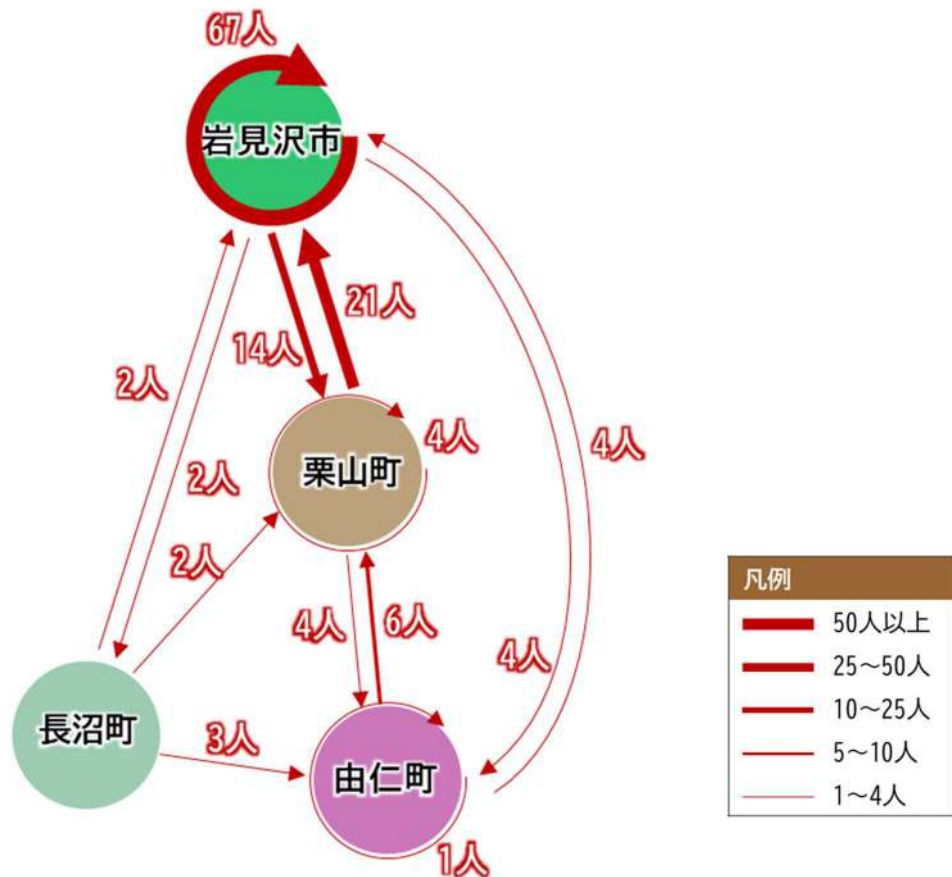 67人
岩見沢市
21人
14人
2人
4人
4人
栗山町
2人
2人
4人
6人
4人
長沼町
3人
由仁町
1人
凡例
50人以上
25～50人
10～25人
5～10人
1～4人